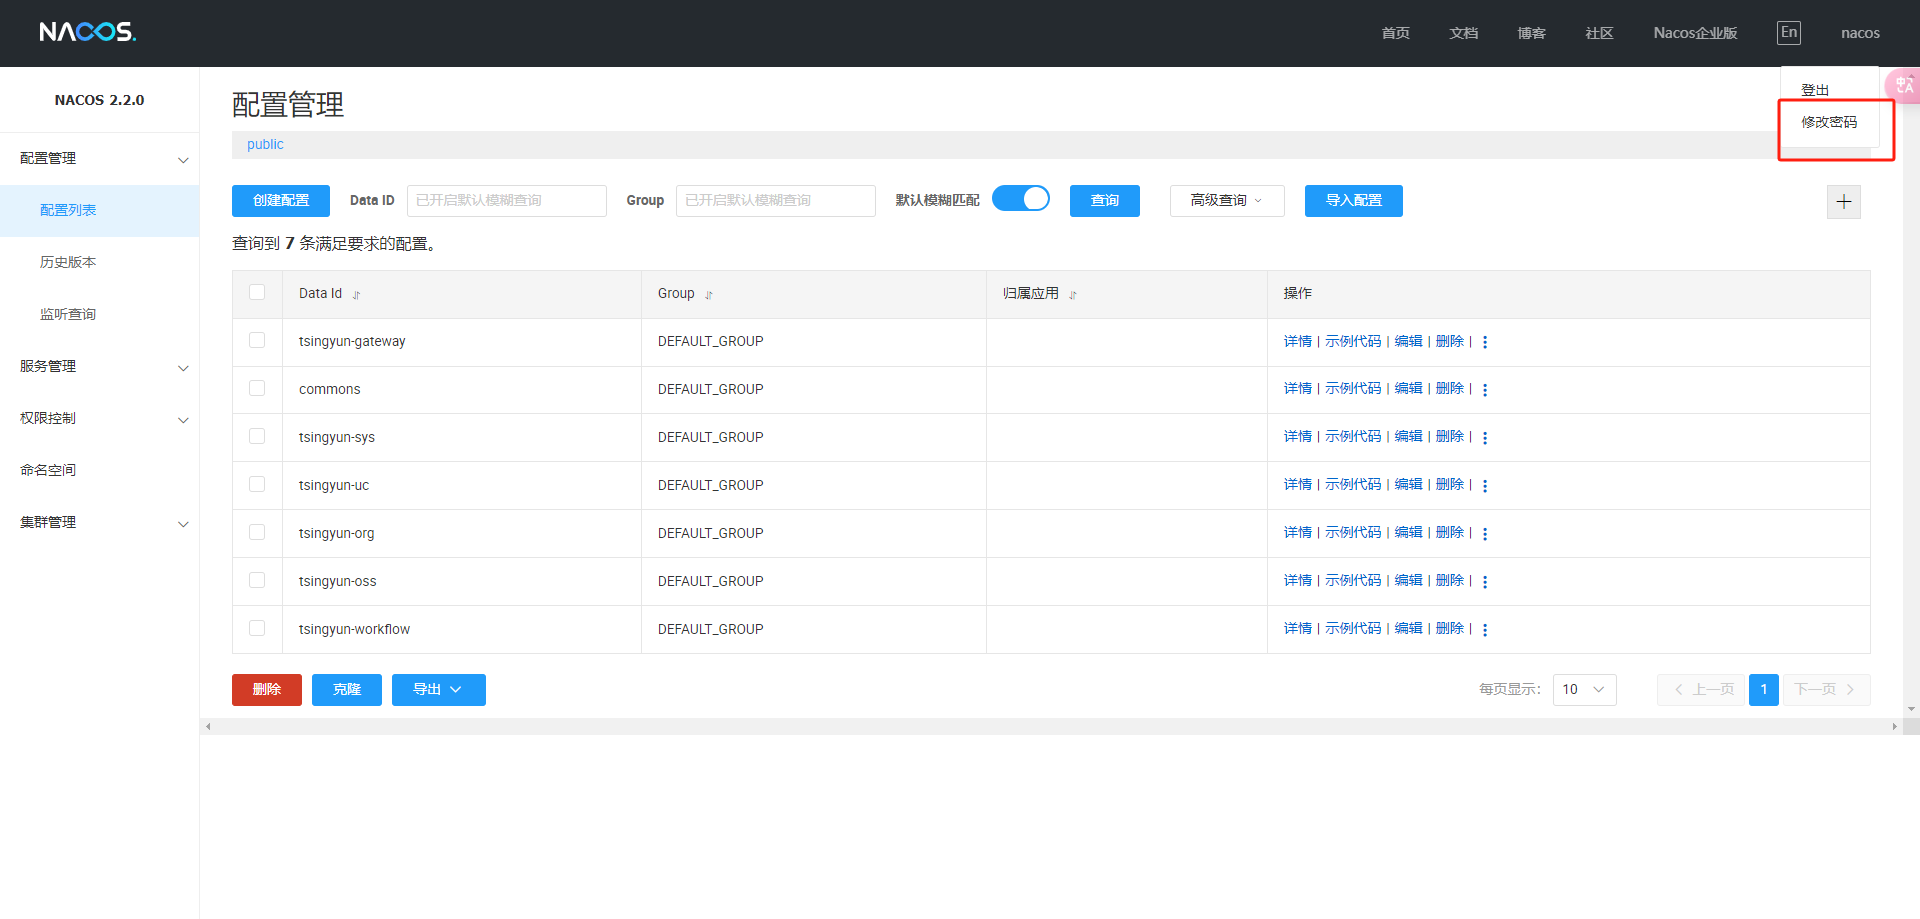 NACOS.
首页 文档 博客 社区 Nacos企业版 En nacos
登出
修改密码
NACOS 2.2.0
配置管理
配置列表
历史版本
监听查询
服务管理
权限控制
命名空间
集群管理
配置管理
public
创建配置 Data ID 已开启默认模糊查询 Group 已开启默认模糊查询 默认模糊匹配 查询 高级查询 导入配置
查询到 7 条满足要求的配置。
Data Id Group 归属应用 操作
tsingyun-gateway DEFAULT_GROUP 详情 | 示例代码 | 编辑 | 删除 |
commons DEFAULT_GROUP 详情 | 示例代码 | 编辑 | 删除 |
tsingyun-sys DEFAULT_GROUP 详情 | 示例代码 | 编辑 | 删除 |
tsingyun-uc DEFAULT_GROUP 详情 | 示例代码 | 编辑 | 删除 |
tsingyun-org DEFAULT_GROUP 详情 | 示例代码 | 编辑 | 删除 |
tsingyun-oss DEFAULT_GROUP 详情 | 示例代码 | 编辑 | 删除 |
tsingyun-workflow DEFAULT_GROUP 详情 | 示例代码 | 编辑 | 删除 |
删除 克隆 导出 每页显示: 10 上一页 1 下一页